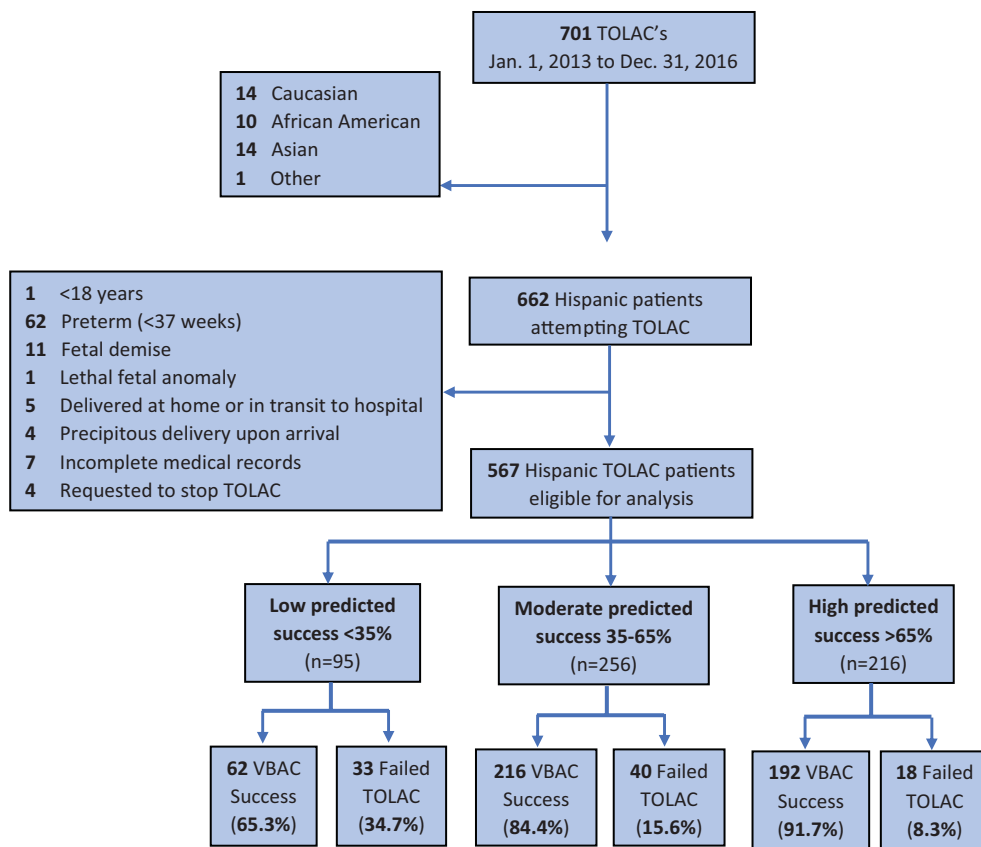 701 TOLAC's
Jan. 1, 2013 to Dec. 31, 2016
14 Caucasian
10 African American
14 Asian
1 Other
662 Hispanic patients
attempting TOLAC
1 <18 years
62 Preterm (<37 weeks)
11 Fetal demise
1 Lethal fetal anomaly
5 Delivered at home or in transit to hospital
4 Precipitous delivery upon arrival
7 Incomplete medical records
4 Requested to stop TOLAC
567 Hispanic TOLAC patients
eligible for analysis
Low predicted
success <35%
(n=95)
Moderate predicted
success 35-65%
(n=256)
High predicted
success >65%
(n=216)
62 VBAC
Success
(65.3%)
33 Failed
TOLAC
(34.7%)
216 VBAC
Success
(84.4%)
40 Failed
TOLAC
(15.6%)
192 VBAC
Success
(91.7%)
18 Failed
TOLAC
(8.3%)